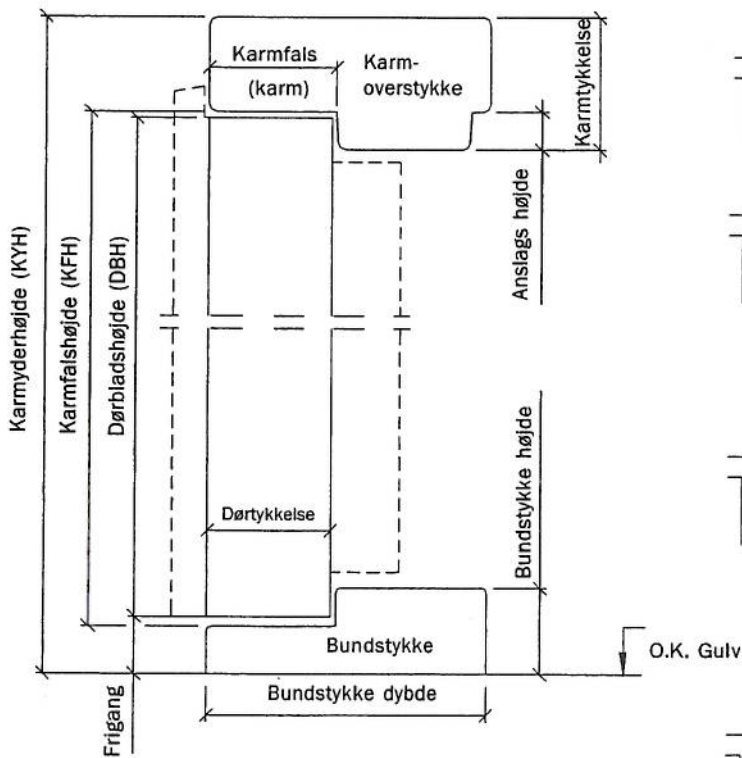 Karmfals
(karm)
Karm-
overstykke
Karmtykkelse
Anslags højde
Karmyderhøjde (KYH)
Karmfalshøjde (KFH)
Dørbladshøjde (DBH)
Dørtykkelse
Bundstykke højde
Bundstykke
O.K. Gulv
Bundstykke dybde
Frigang